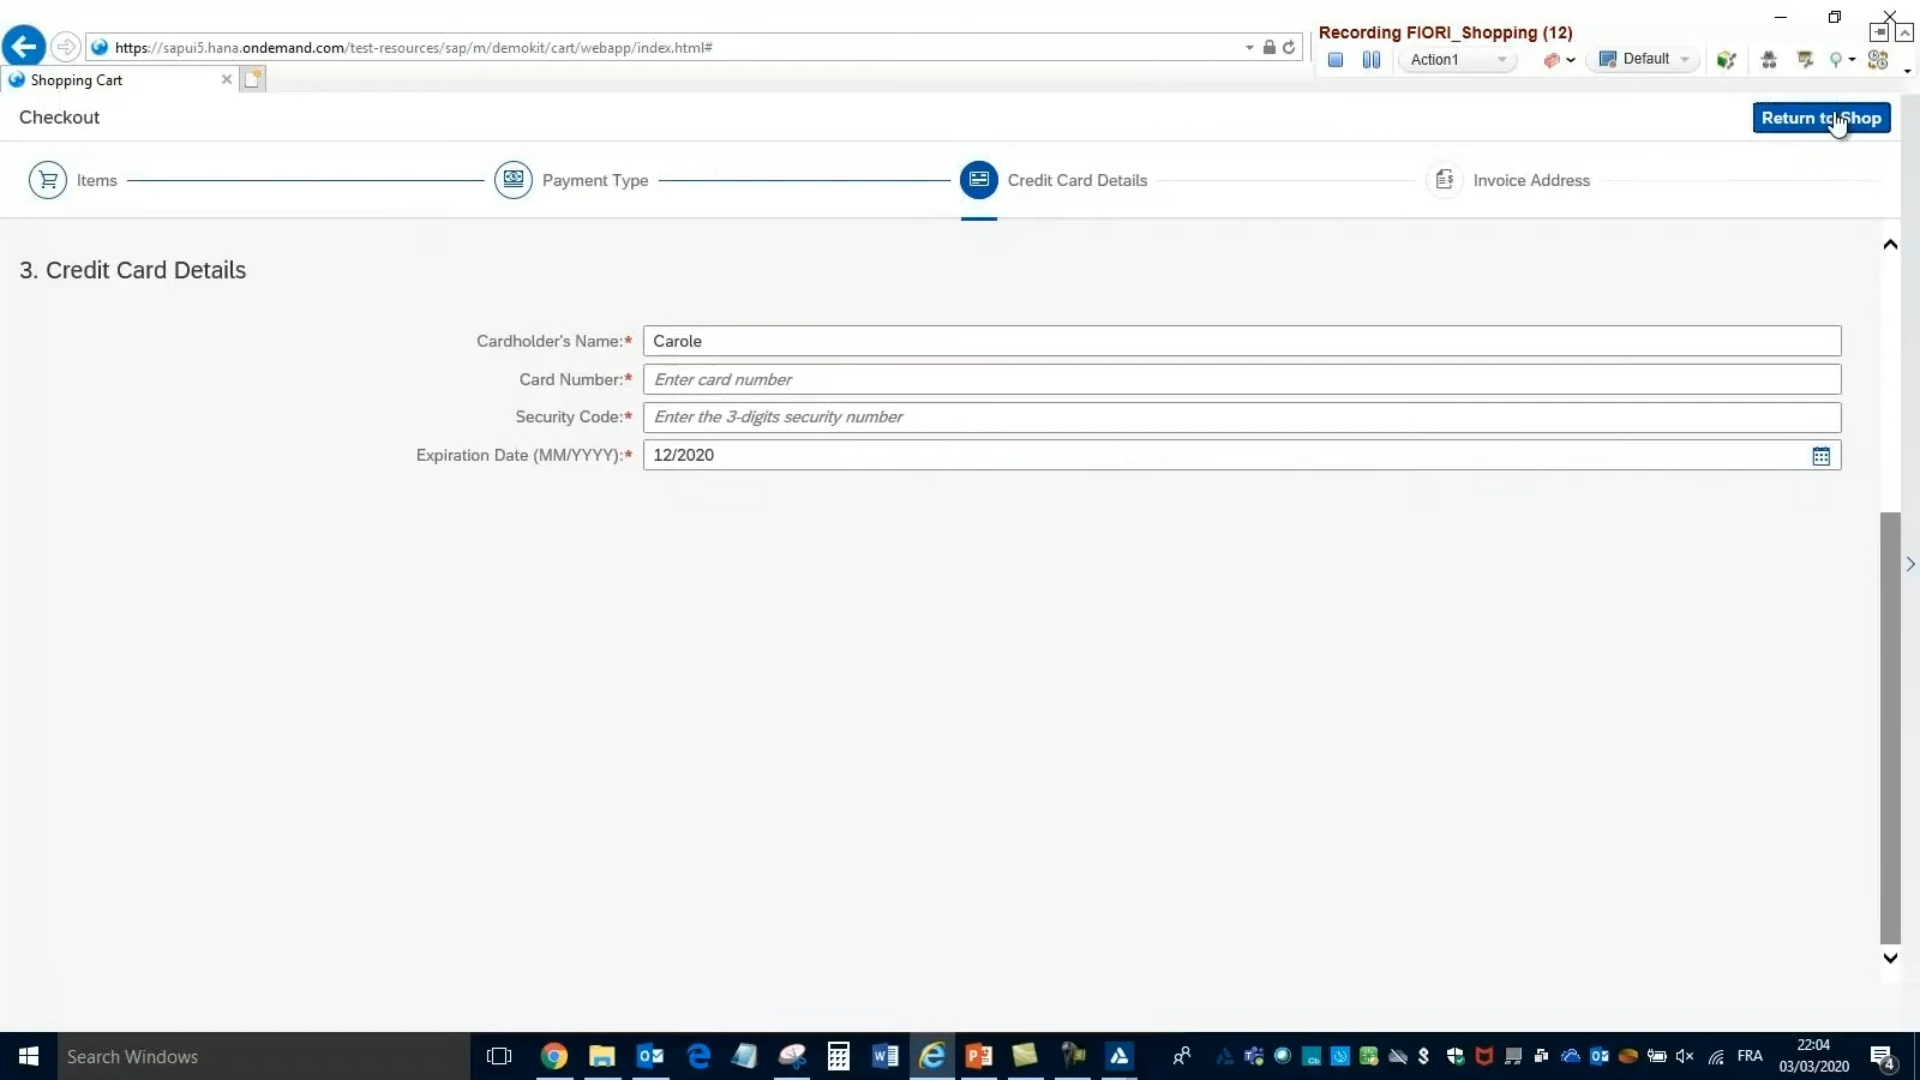 https://sapui5.hana.ondemand.com/test-resources/sap/m/demokit/cart/webapp/index.html#
Recording FIORI_Shopping (12)
Action1
Default
Shopping Cart
Checkout
Return to Shop
Items
Payment Type
Credit Card Details
Invoice Address
3. Credit Card Details
Cardholder's Name:*
Carole
Card Number:*
Enter card number
Security Code:*
Enter the 3-digits security number
Expiration Date (MM/YYYY):*
12/2020
Search Windows
FRA
22:04
03/03/2020
4